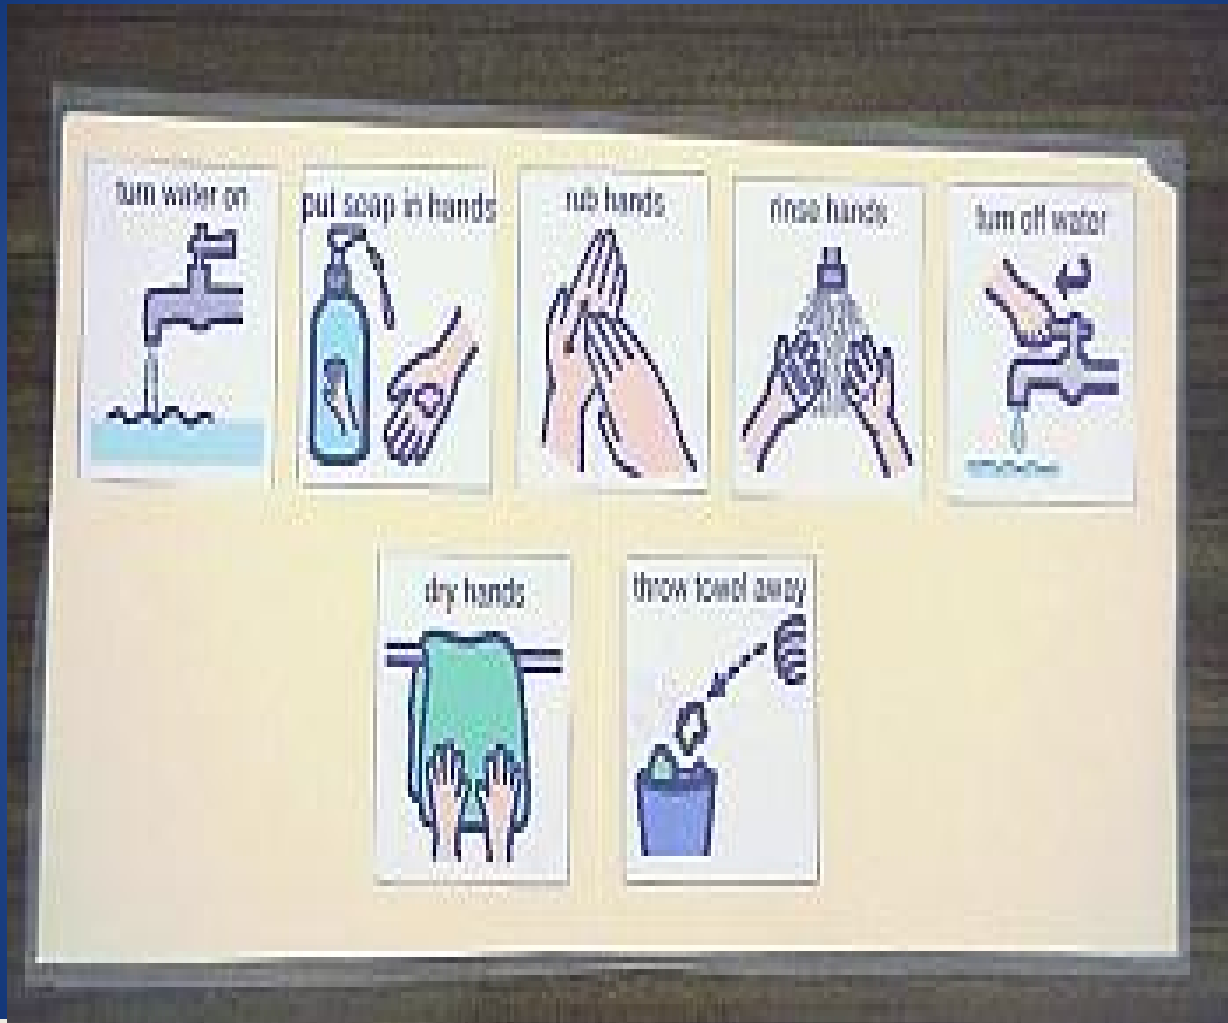 turn water on
put soap in hands
rub hands
rinse hands
turn off water
dry hands
throw towel away